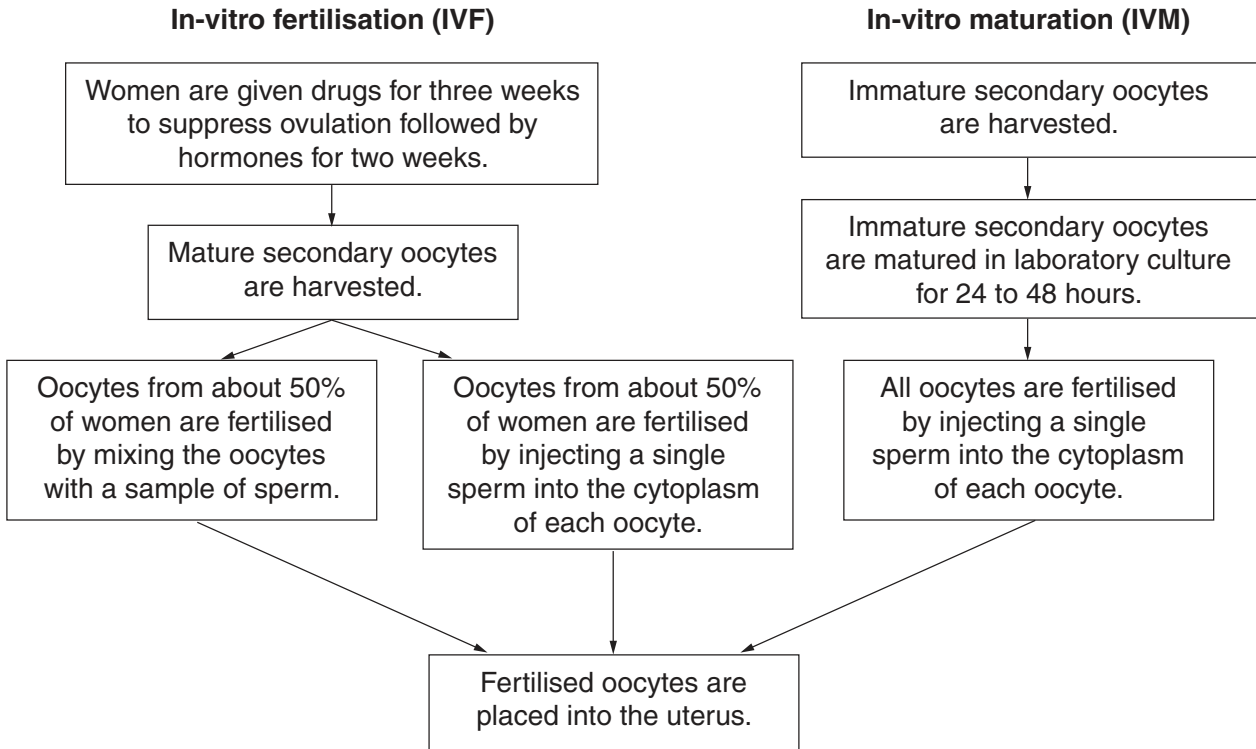 In-vitro fertilisation (IVF)
Women are given drugs for three weeks
to suppress ovulation followed by
hormones for two weeks.
Mature secondary oocytes
are harvested.
Oocytes from about 50%
of women are fertilised
by mixing the oocytes
with a sample of sperm.
Oocytes from about 50%
of women are fertilised
by injecting a single
sperm into the cytoplasm
of each oocyte.
In-vitro maturation (IVM)
Immature secondary oocytes
are harvested.
Immature secondary oocytes
are matured in laboratory culture
for 24 to 48 hours.
All oocytes are fertilised
by injecting a single
sperm into the cytoplasm
of each oocyte.
Fertilised oocytes are
placed into the uterus.